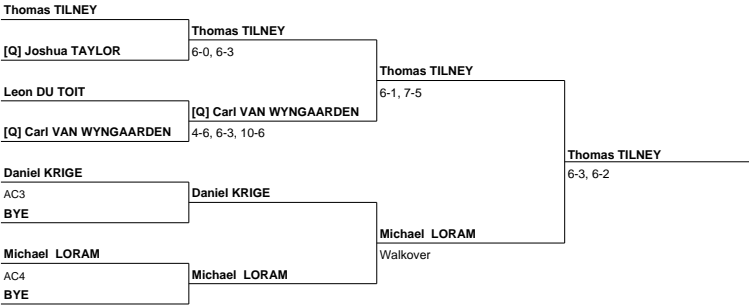 Thomas TILNEY
[Q] Joshua TAYLOR
Leon DU TOIT
[Q] Carl VAN WYNGAARDEN
Daniel KRIGE
AC3
BYE
Michael LORAM
AC4
BYE
Thomas TILNEY
6-0, 6-3
[Q] Carl VAN WYNGAARDEN
4-6, 6-3, 10-6
Daniel KRIGE
Michael LORAM
Thomas TILNEY
6-1, 7-5
Michael LORAM
Walkover
Thomas TILNEY
6-3, 6-2